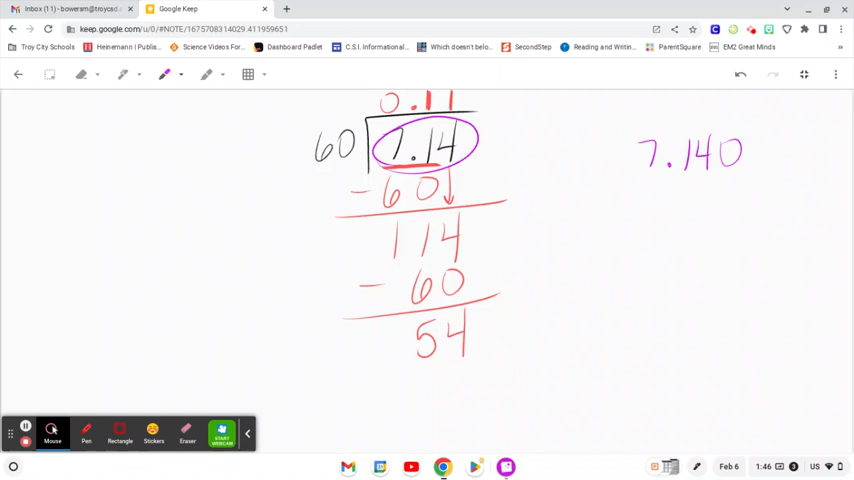 Inbox (11) - bowersm@troycsd.a
Google Keep
keep.google.com/u/0/#NOTE/1675708314029.411959651
Troy City Schools
Heinemann | Publis...
Science Videos for...
Dashboard Padlet
C.S.I. Informational...
Which doesn't belo...
SecondStep
Reading and Writing...
ParentSquare
EM2 Great Minds
0.11
60 7.14
7.140
- 60
114
- 60
54
Mouse
Pen
Rectangle
Stickers
Eraser
START WEBCAM
Feb 6
1:46
3
US